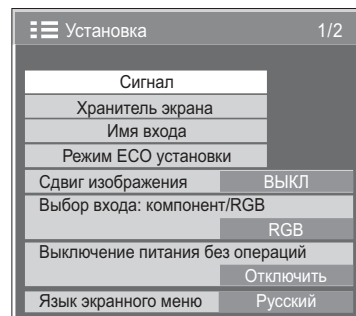 Установка 1/2
Сигнал
Хранитель экрана
Имя входа
Режим ECO установки
Сдвиг изображения ВЫКЛ
Выбор входа: компонент/RGB
RGB
Выключение питания без операций
Отключить
Язык экранного меню Русский